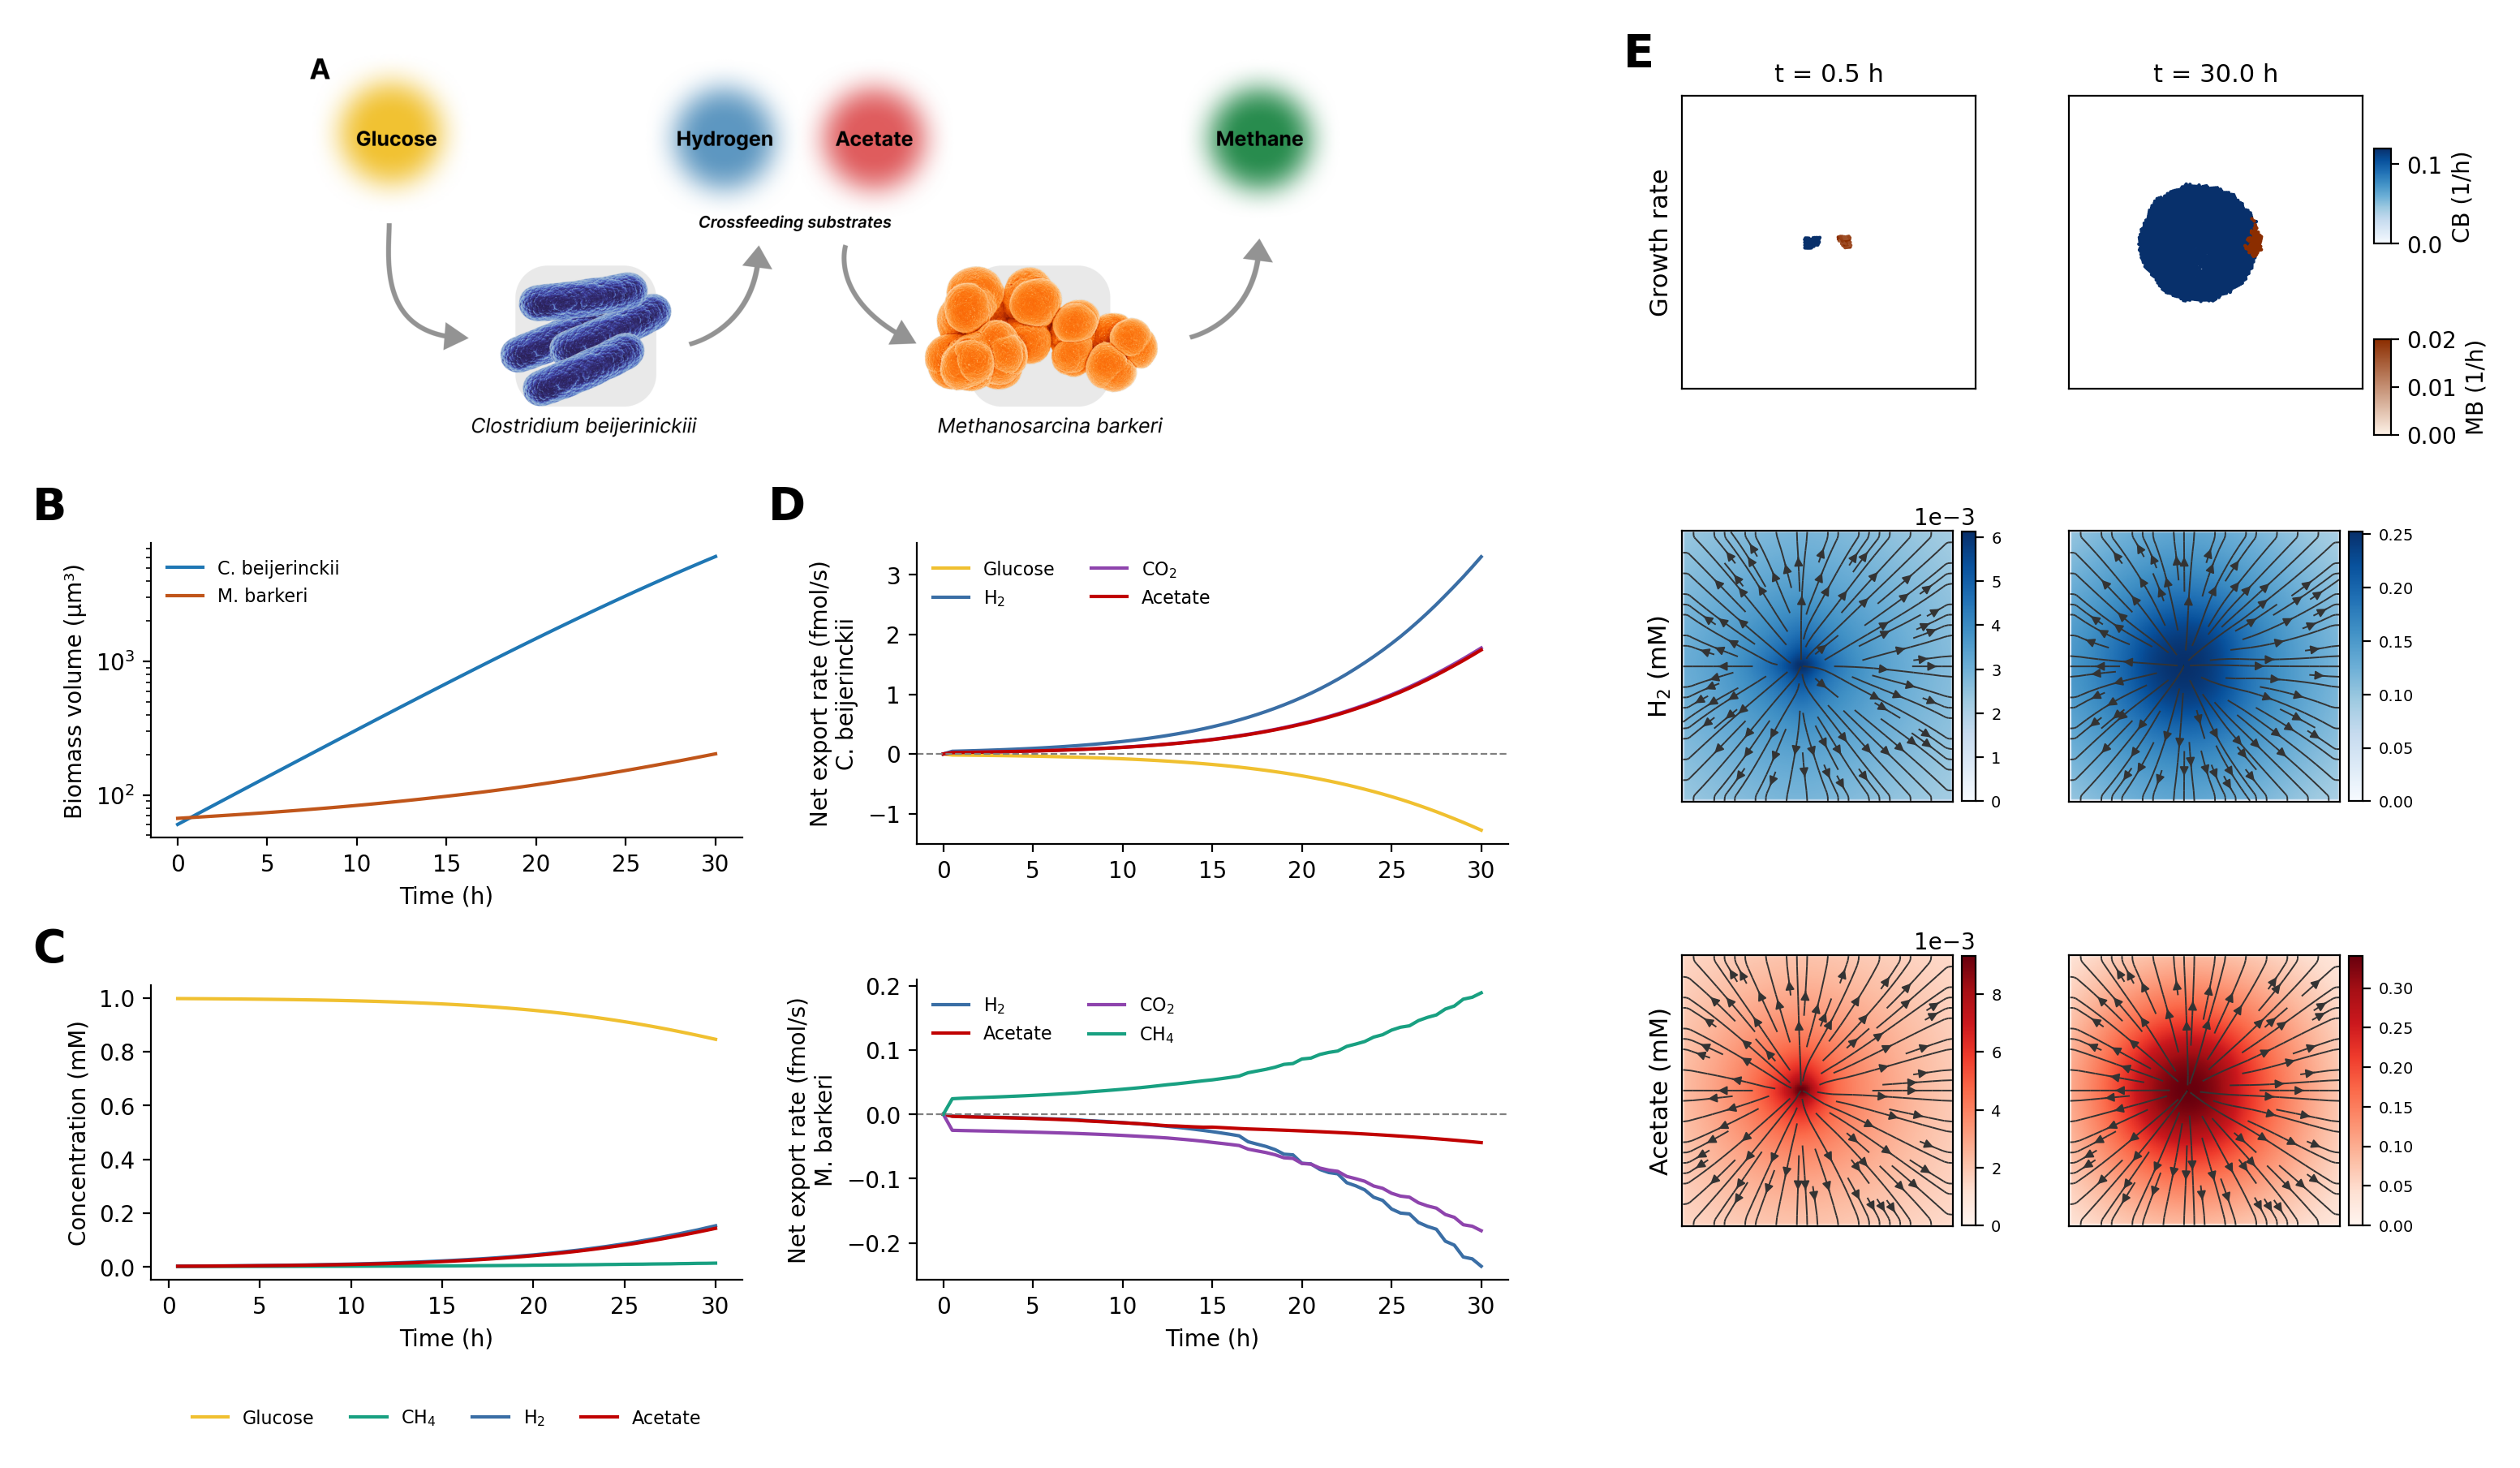 A
Glucose
Hydrogen
Acetate
Methane
Crossfeeding substrates
Clostridium beijerinickiii
Methanosarcina barkeri
B
Biomass volume (μm³)
10³
10²
C. beijerinckii
M. barkeri
0 5 10 15 20 25 30
Time (h)
C
Concentration (mM)
1.0
0.8
0.6
0.4
0.2
0.0
0 5 10 15 20 25 30
Time (h)
Glucose CH₄ H₂ Acetate
D
Net export rate (fmol/s)
C. beijerinckii
3
2
1
0
−1
Glucose CO₂
H₂ Acetate
0 5 10 15 20 25 30
Net export rate (fmol/s)
M. barkeri
0.2
0.1
0.0
−0.1
−0.2
H₂ CO₂
Acetate CH₄
0 5 10 15 20 25 30
Time (h)
E
t = 0.5 h
t = 30.0 h
Growth rate
0.1
0.0
CB (1/h)
0.02
0.01
0.00
MB (1/h)
H₂ (mM)
1e−3
6
5
4
3
2
1
0
0.25
0.20
0.15
0.10
0.05
0.00
Acetate (mM)
1e−3
8
6
4
2
0
0.30
0.25
0.20
0.15
0.10
0.05
0.00